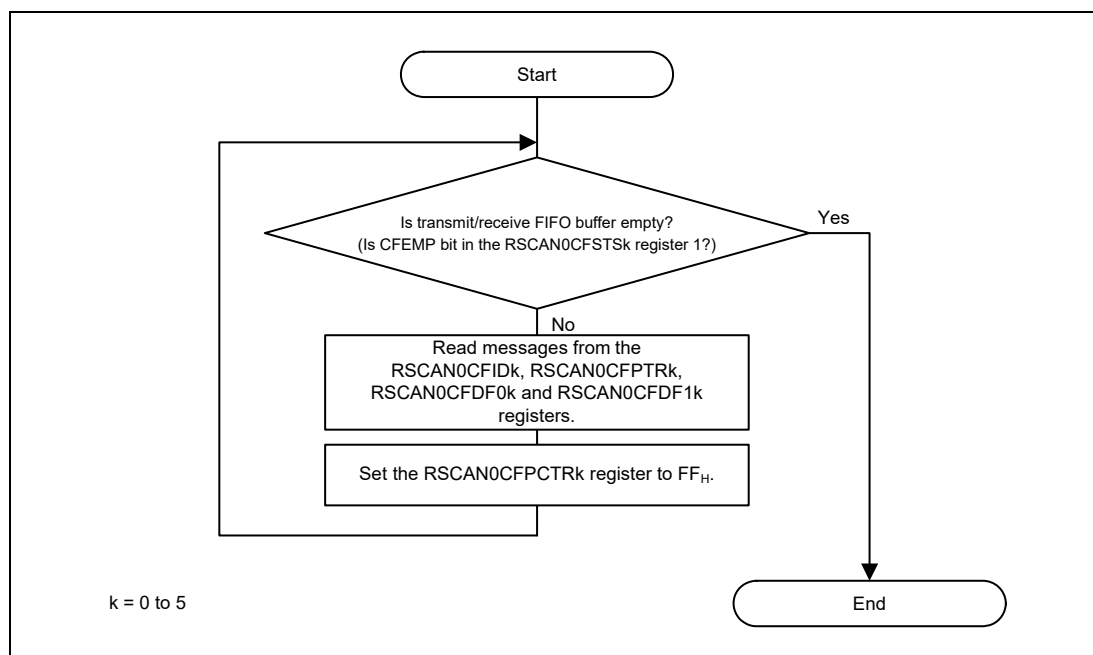 Start
Is transmit/receive FIFO buffer empty?
(Is CFEMP bit in the RSCAN0CFSTSk register 1?)
Yes
No
Read messages from the
RSCAN0CFIDk, RSCAN0CFPTRk,
RSCAN0CFDF0k and RSCAN0CFDF1k
registers.
Set the RSCAN0CFPCTRk register to FFH.
k = 0 to 5
End